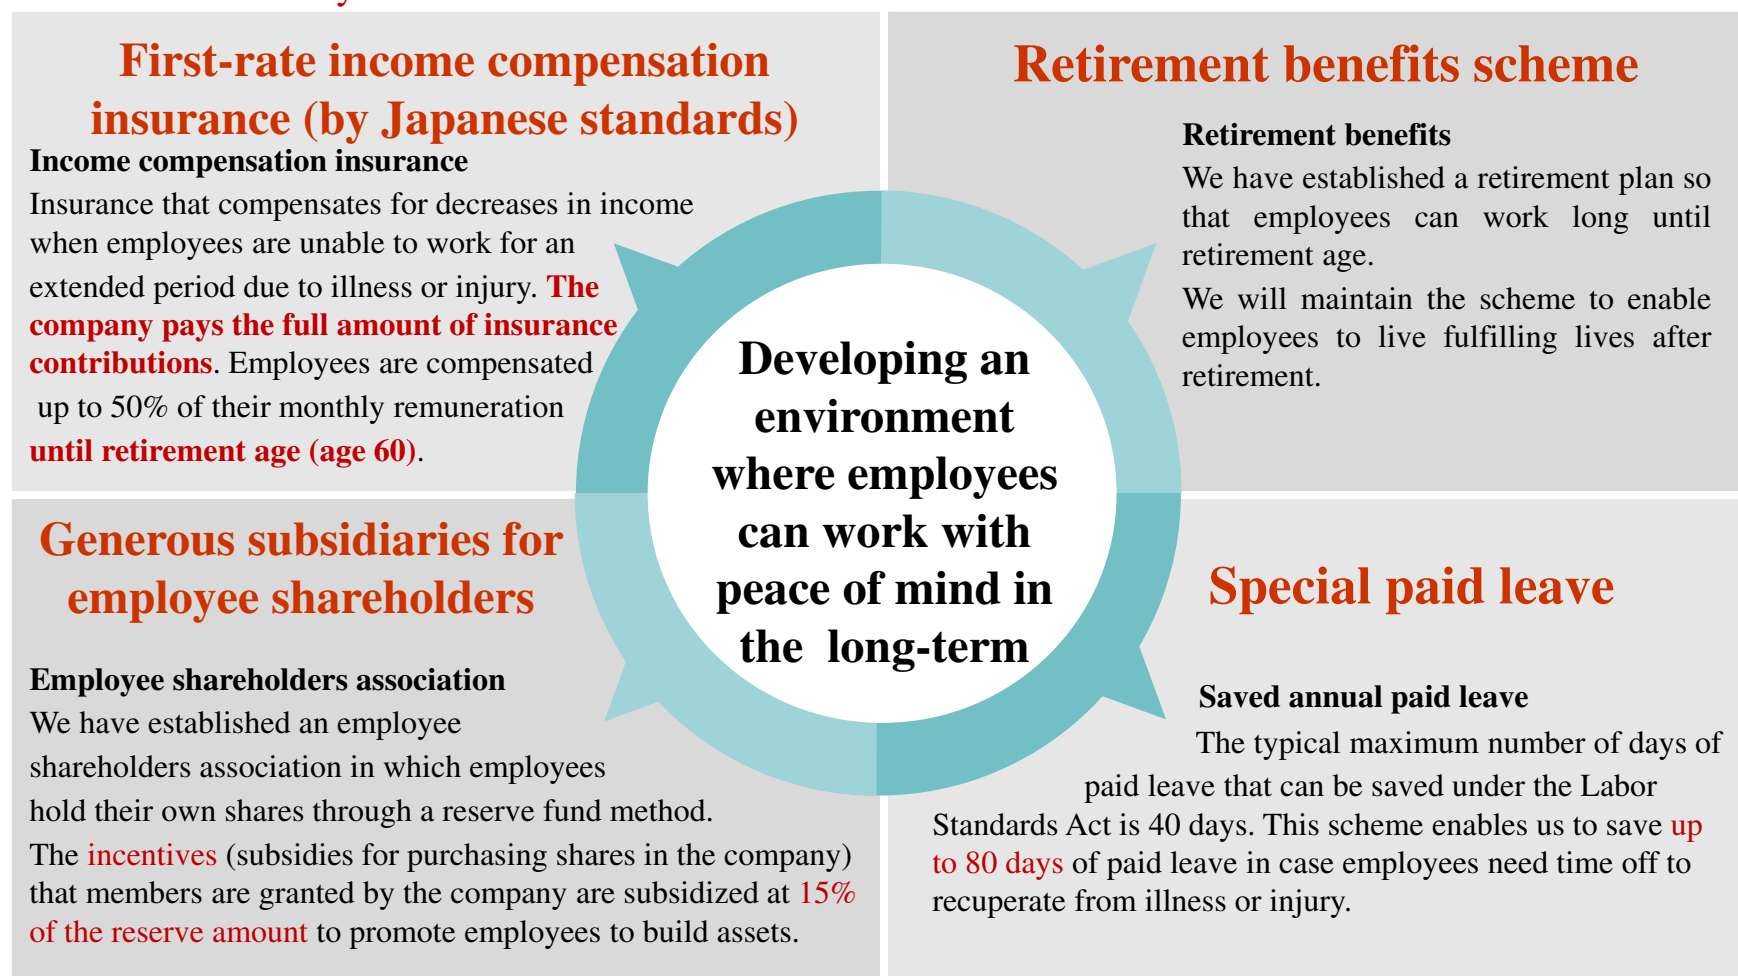 First-rate income compensation
insurance (by Japanese standards)
Income compensation insurance
Insurance that compensates for decreases in income
when employees are unable to work for an
extended period due to illness or injury. The
company pays the full amount of insurance
contributions. Employees are compensated
up to 50% of their monthly remuneration
until retirement age (age 60).
Retirement benefits scheme
Retirement benefits
We have established a retirement plan so
that employees can work long until
retirement age.
We will maintain the scheme to enable
employees to live fulfilling lives after
retirement.
Developing an
environment
where employees
can work with
peace of mind in
the long-term
Generous subsidiaries for
employee shareholders
Employee shareholders association
We have established an employee
shareholders association in which employees
hold their own shares through a reserve fund method.
The incentives (subsidies for purchasing shares in the company)
that members are granted by the company are subsidized at 15%
of the reserve amount to promote employees to build assets.
Special paid leave
Saved annual paid leave
The typical maximum number of days of
paid leave that can be saved under the Labor
Standards Act is 40 days. This scheme enables us to save up
to 80 days of paid leave in case employees need time off to
recuperate from illness or injury.